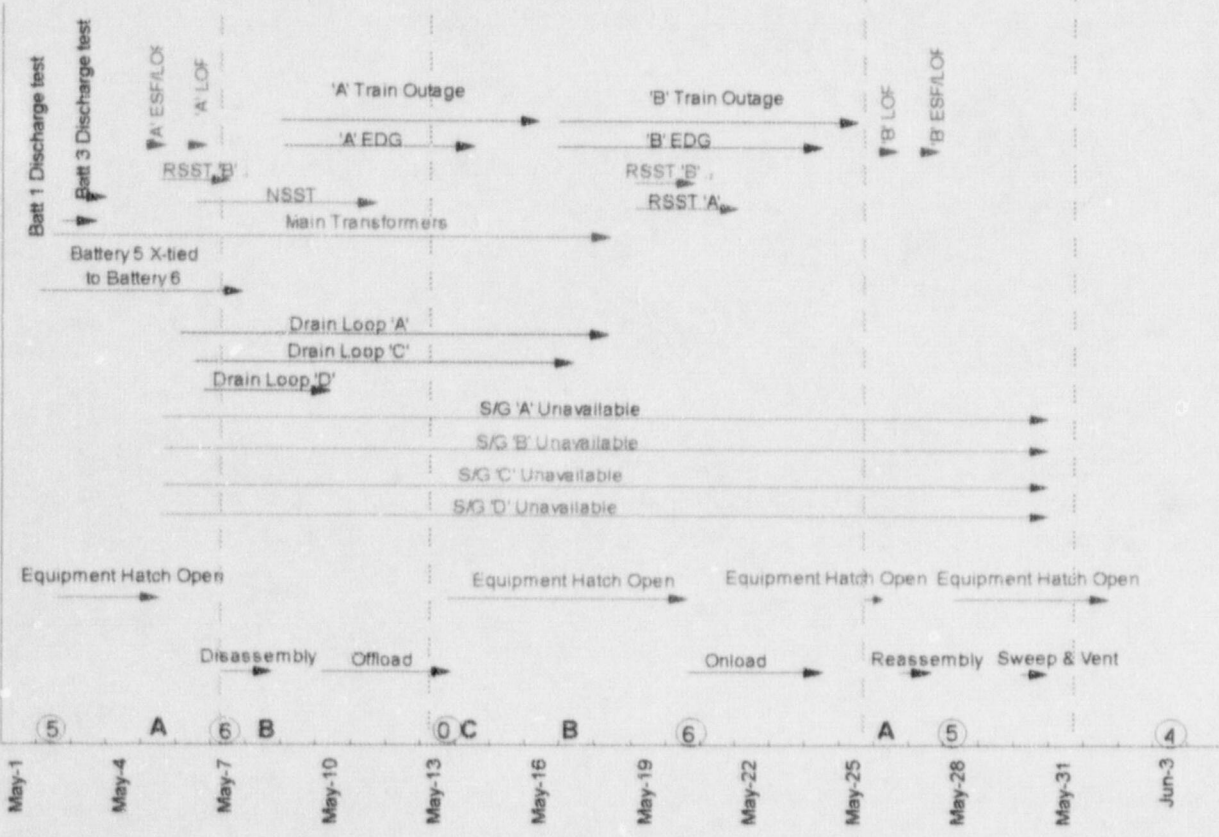 Batt 1 Discharge test
Batt 3 Discharge test
'A' ESF/LOF
'A' LOF
'A' Train Outage
'B' Train Outage
'B' LOF
'B' ESF/LOF
'A' EDG
'B' EDG
RSST 'B'
RSST 'B'
NSST
RSST 'A'
Main Transformers
Battery 5 X-tied
to Battery 6
Drain Loop 'A'
Drain Loop 'C'
Drain Loop 'D'
S/G 'A' Unavailable
S/G 'B' Unavailable
S/G 'C' Unavailable
S/G 'D' Unavailable
Equipment Hatch Open
Equipment Hatch Open
Equipment Hatch Open
Equipment Hatch Open
Disassembly
Offload
Onload
Reassembly
Sweep & Vent
5 A 6 B 0 C B 6 A 5 4
May-1
May-4
May-7
May-10
May-13
May-16
May-19
May-22
May-25
May-28
May-31
Jun-3